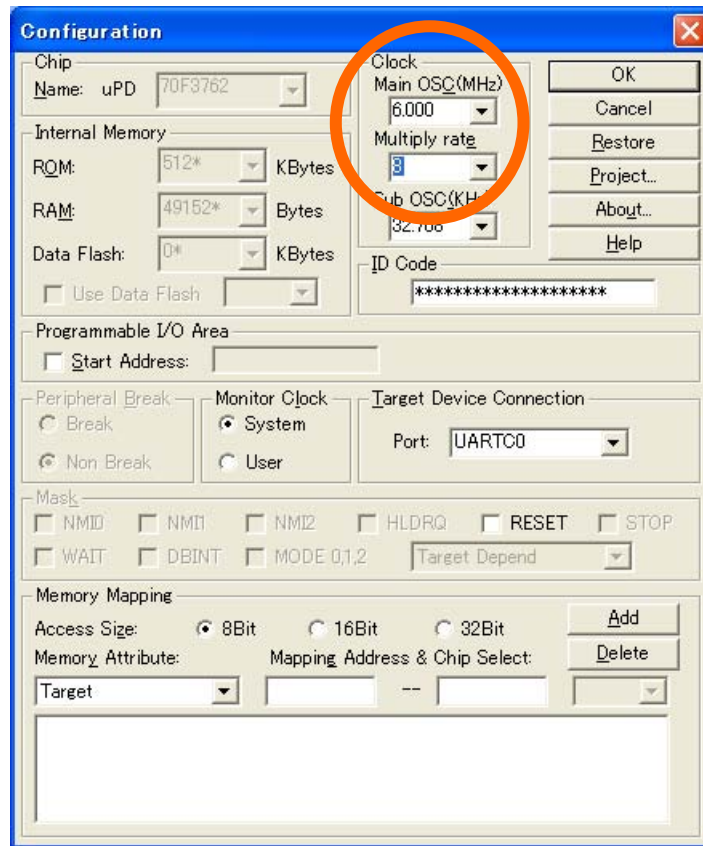 Configuration
Chip
Name: uPD 70F3762
Internal Memory
ROM: 512* KBytes
RAM: 49152* Bytes
Data Flash: 0* KBytes
Use Data Flash
Clock
Main OSC(MHz)
6.000
Multiply rate
8
Sub OSC(KHz)
32.768
OK
Cancel
Restore
Project...
About...
Help
ID Code
********************
Programmable I/O Area
Start Address:
Peripheral Break
Break
Non Break
Monitor Clock
System
User
Target Device Connection
Port: UARTC0
Mask
NMI0 NMI1 NMI2 HLDRQ RESET STOP
WAIT DBINT MODE 0,1,2 Target Depend
Memory Mapping
Access Size: 8Bit 16Bit 32Bit
Add
Memory Attribute: Mapping Address & Chip Select:
Delete
Target --